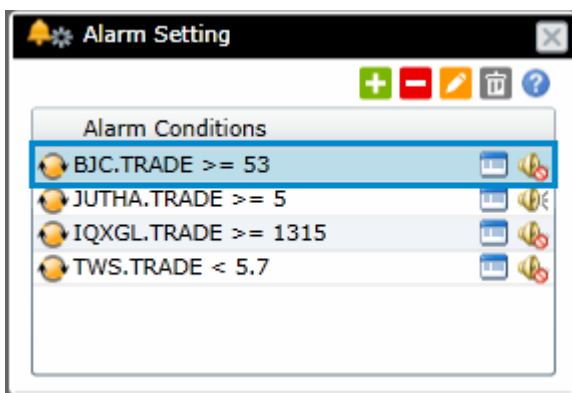 Alarm Setting
Alarm Conditions
BJC.TRADE >= 53
JUTHA.TRADE >= 5
IQXGL.TRADE >= 1315
TWS.TRADE < 5.7